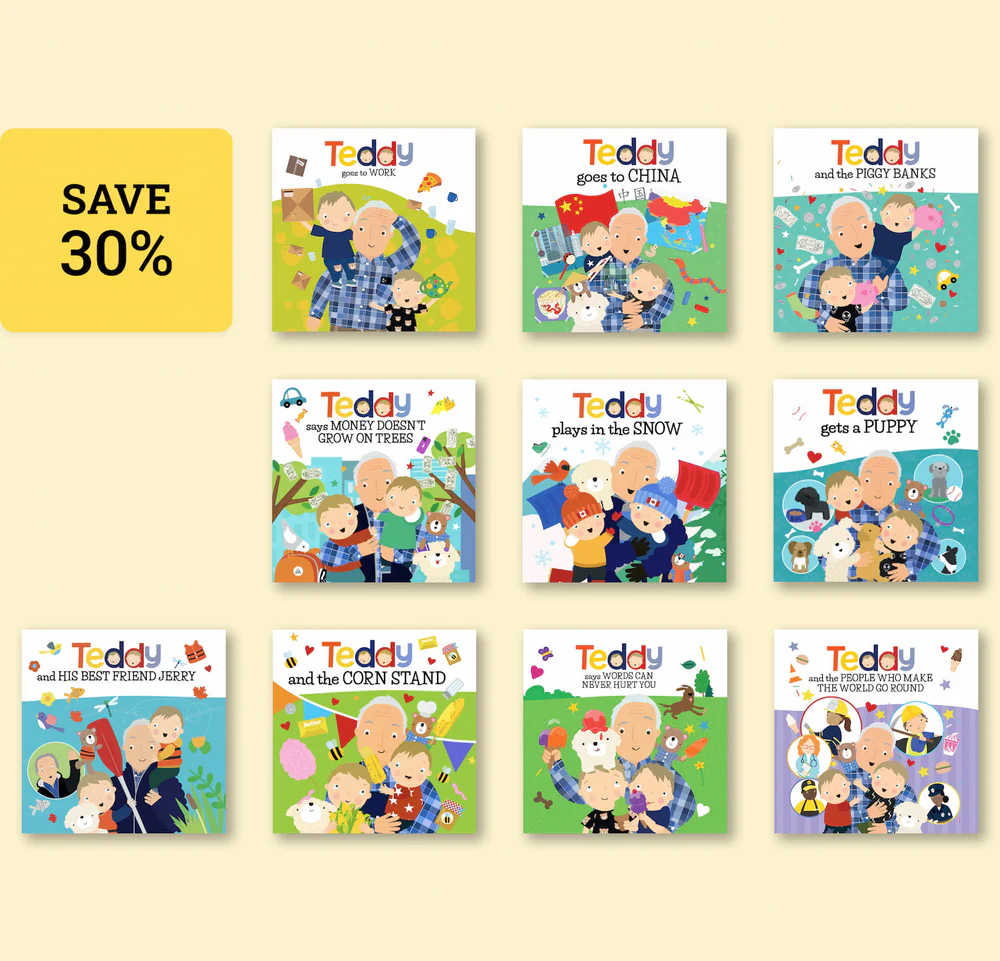 SAVE
30%
Teddy
goes to WORK
Teddy
goes to CHINA
中国
Teddy
and the PIGGY BANKS
Teddy
says MONEY DOESN'T
GROW ON TREES
Teddy
plays in the SNOW
Teddy
gets a PUPPY
Teddy
and HIS BEST FRIEND JERRY
Teddy
and the CORN STAND
butter
Teddy
says WORDS CAN
NEVER HURT YOU
Teddy
and the PEOPLE WHO MAKE
THE WORLD GO ROUND